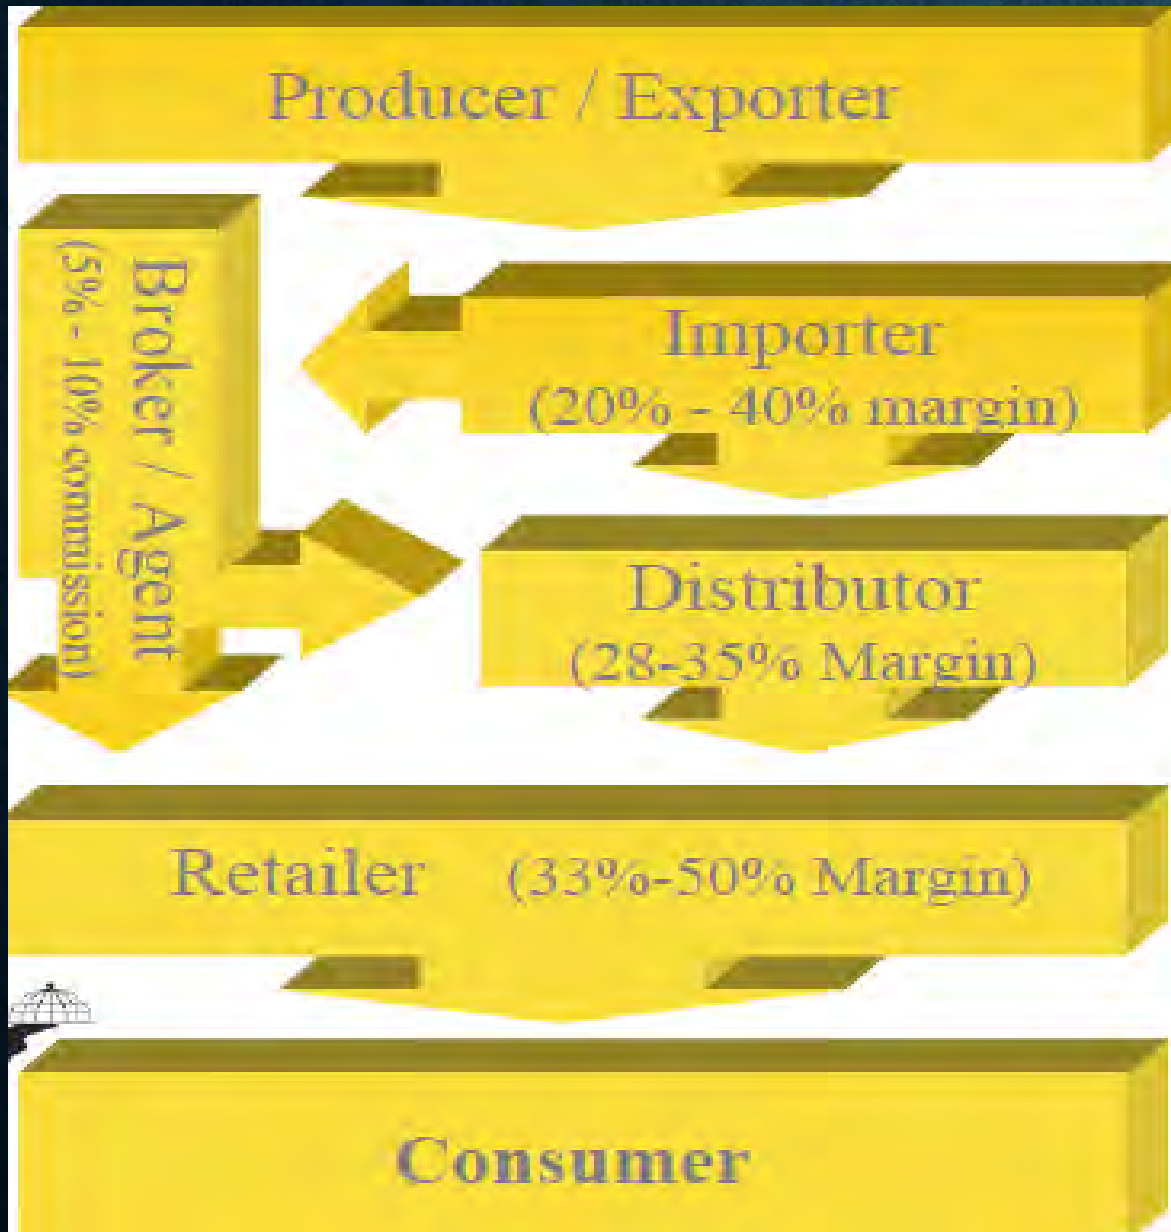 Producer / Exporter
Broker / Agent
(5% - 10% commission)
Importer
(20% - 40% margin)
Distributor
(28-35% Margin)
Retailer (33%-50% Margin)
Consumer